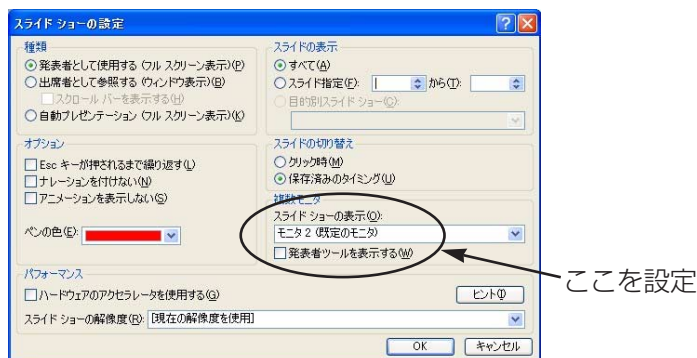 スライド ショーの設定
種類
発表者として使用する (フル スクリーン表示)(P)
出席者として参照する (ウィンドウ表示)(B)
スクロール バーを表示する(H)
自動プレゼンテーション (フル スクリーン表示)(K)
スライドの表示
すべて(A)
スライド指定(F): から(T):
目的別スライド ショー(C):
オプション
Esc キーが押されるまで繰り返す(L)
ナレーションを付けない(N)
アニメーションを表示しない(S)
ペンの色(E):
スライドの切り替え
クリック時(M)
保存済みのタイミング(U)
複数モニタ
スライド ショーの表示(O):
モニタ 2 (既定のモニタ)
発表者ツールを表示する(W)
ここを設定
パフォーマンス
ハードウェアのアクセラレータを使用する(G)
ヒント(I)
スライド ショーの解像度(R): [現在の解像度を使用]
OK キャンセル